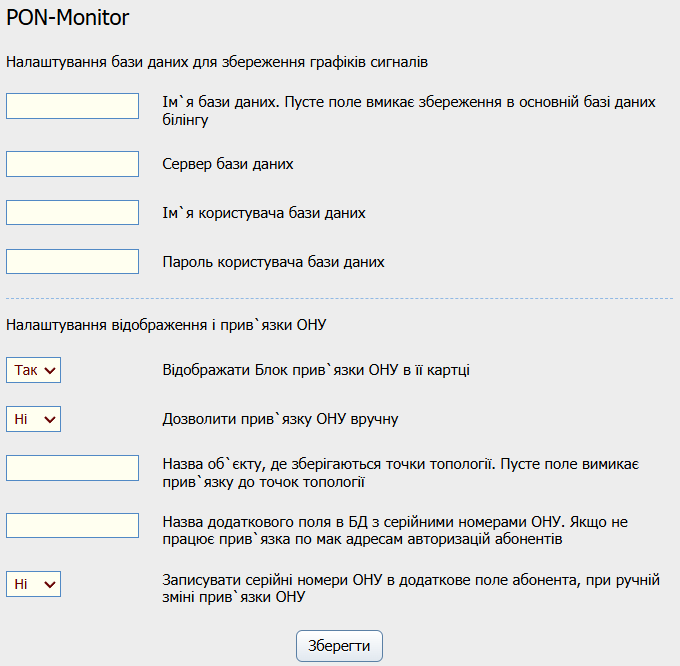 PON-Monitor
Налаштування бази даних для збереження графіків сигналів
Ім`я бази даних. Пусте поле вмикає збереження в основній базі даних
білінгу
Сервер бази даних
Ім`я користувача бази даних
Пароль користувача бази даних
Налаштування відображення і прив`язки ОНУ
Так
Відображати Блок прив`язки ОНУ в її картці
Ні
Дозволити прив`язку ОНУ вручну
Назва об`єкту, де зберігаються точки топології. Пусте поле вимикає
прив`язку до точок топології
Назва додаткового поля в БД з серійними номерами ОНУ. Якщо не
працює прив`язка по мак адресам авторизацій абонентів
Ні
Записувати серійні номери ОНУ в додаткове поле абонента, при ручній
зміні прив`язки ОНУ
Зберегти